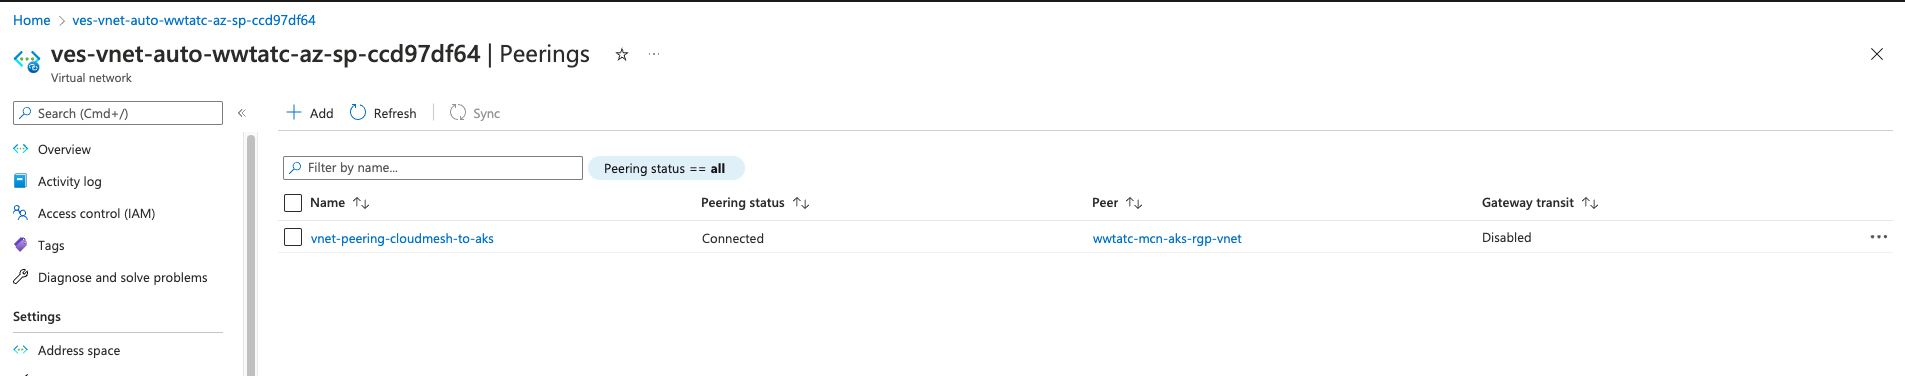 Home > ves-vnet-auto-wwtatc-az-sp-ccd97df64
ves-vnet-auto-wwtatc-az-sp-ccd97df64 | Peerings
Virtual network
Search (Cmd+/)
«
Add
Refresh
Sync
Overview
Activity log
Access control (IAM)
Tags
Diagnose and solve problems
Settings
Address space
Filter by name...
Peering status == all
Name Peering status Peer Gateway transit
vnet-peering-cloudmesh-to-aks Connected wwtatc-mcn-aks-rgp-vnet Disabled